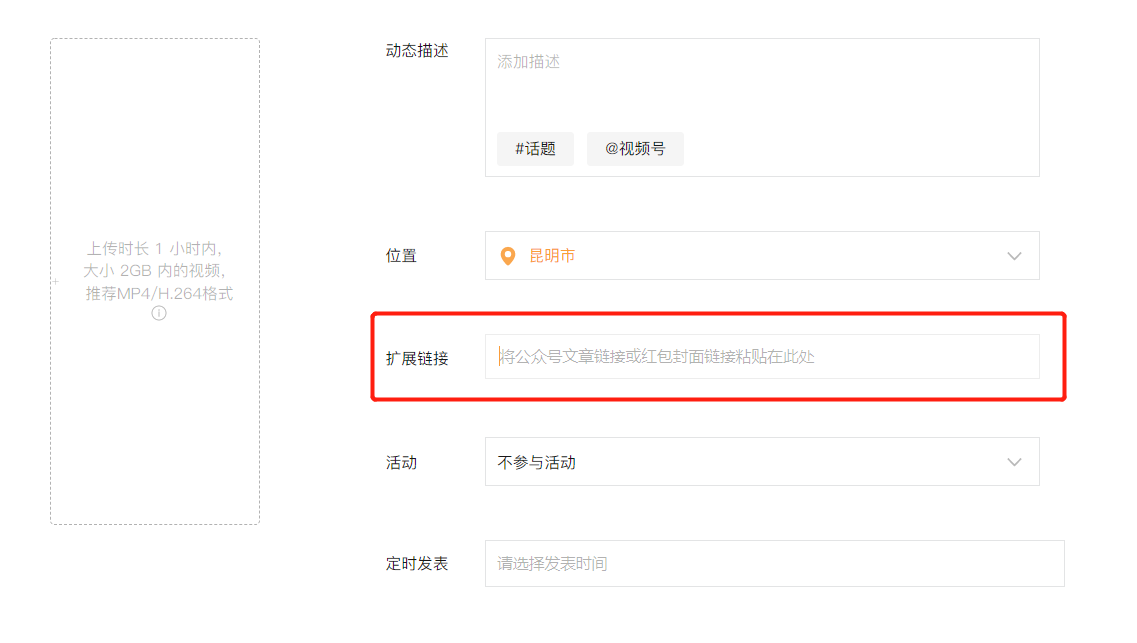 动态描述
添加描述
#话题
@视频号
上传时长 1 小时内,
大小 2GB 内的视频,
推荐MP4/H.264格式
位置
昆明市
扩展链接
将公众号文章链接或红包封面链接粘贴在此处
活动
不参与活动
定时发表
请选择发表时间